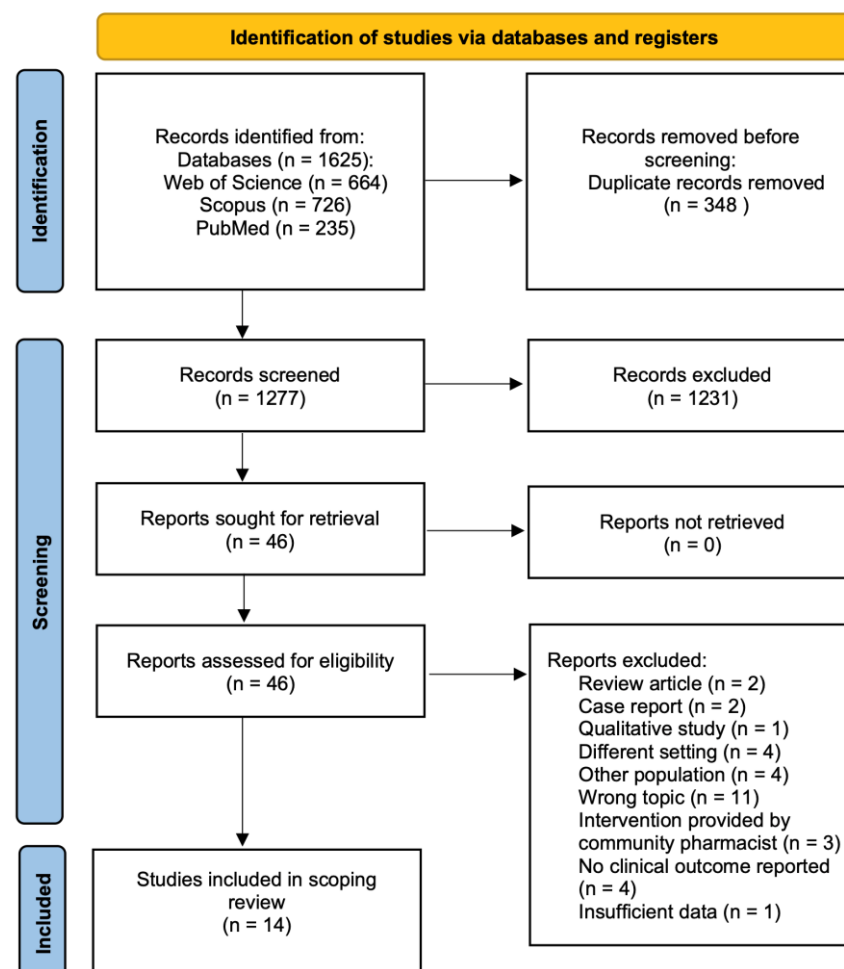 Identification of studies via databases and registers
Identification
Records identified from:
Databases (n = 1625):
Web of Science (n = 664)
Scopus (n = 726)
PubMed (n = 235)
Records removed before
screening:
Duplicate records removed
(n = 348 )
Screening
Records screened
(n = 1277)
Records excluded
(n = 1231)
Reports sought for retrieval
(n = 46)
Reports not retrieved
(n = 0)
Reports assessed for eligibility
(n = 46)
Reports excluded:
Review article (n = 2)
Case report (n = 2)
Qualitative study (n = 1)
Different setting (n = 4)
Other population (n = 4)
Wrong topic (n = 11)
Intervention provided by
community pharmacist (n = 3)
No clinical outcome reported
(n = 4)
Insufficient data (n = 1)
Included
Studies included in scoping
review
(n = 14)